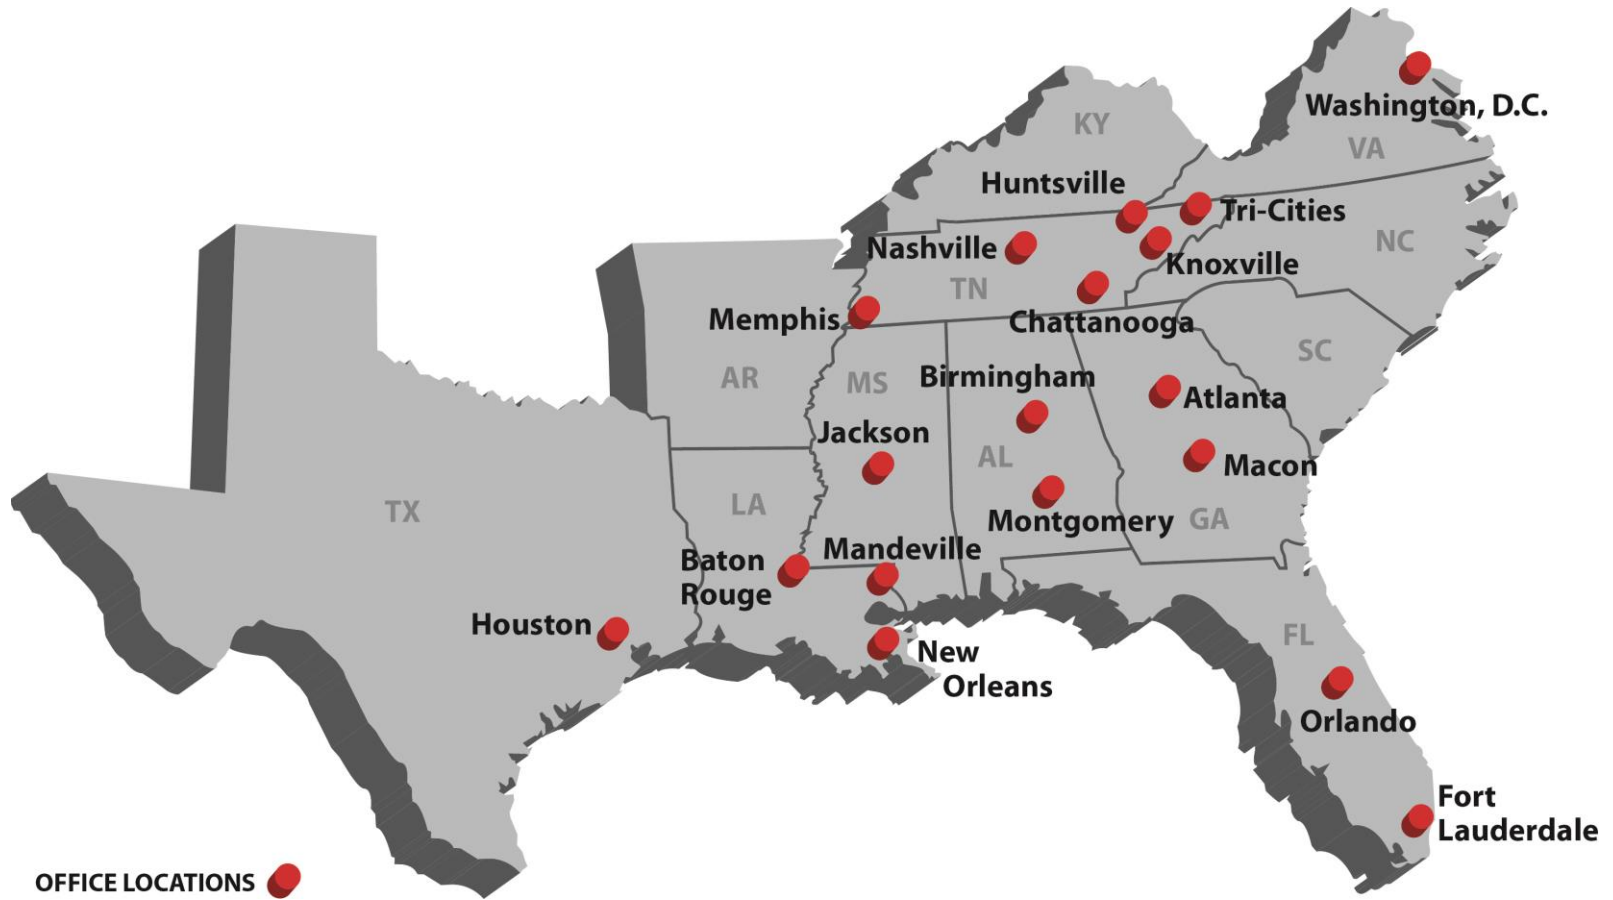 Washington, D.C.
KY
VA
Huntsville
Tri-Cities
Nashville
NC
Knoxville
TN
Memphis
Chattanooga
SC
AR
MS
Birmingham
Atlanta
Jackson
AL
Macon
TX
LA
Montgomery
GA
Baton
Rouge
Mandeville
Houston
FL
New
Orleans
Orlando
Fort
Lauderdale
OFFICE LOCATIONS